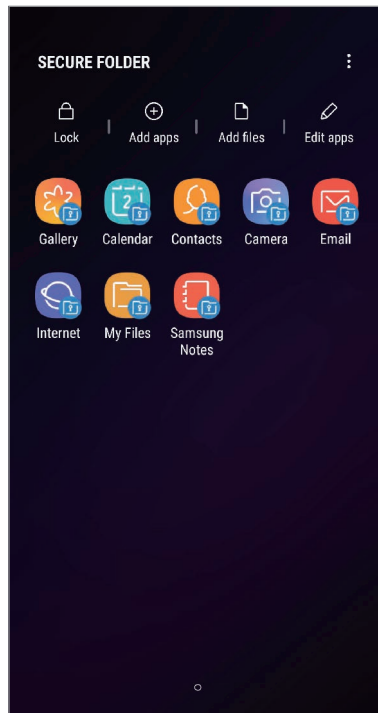 SECURE FOLDER
Lock
Add apps
Add files
Edit apps
2
Gallery
Calendar
Contacts
Camera
Email
Internet
My Files
Samsung
Notes